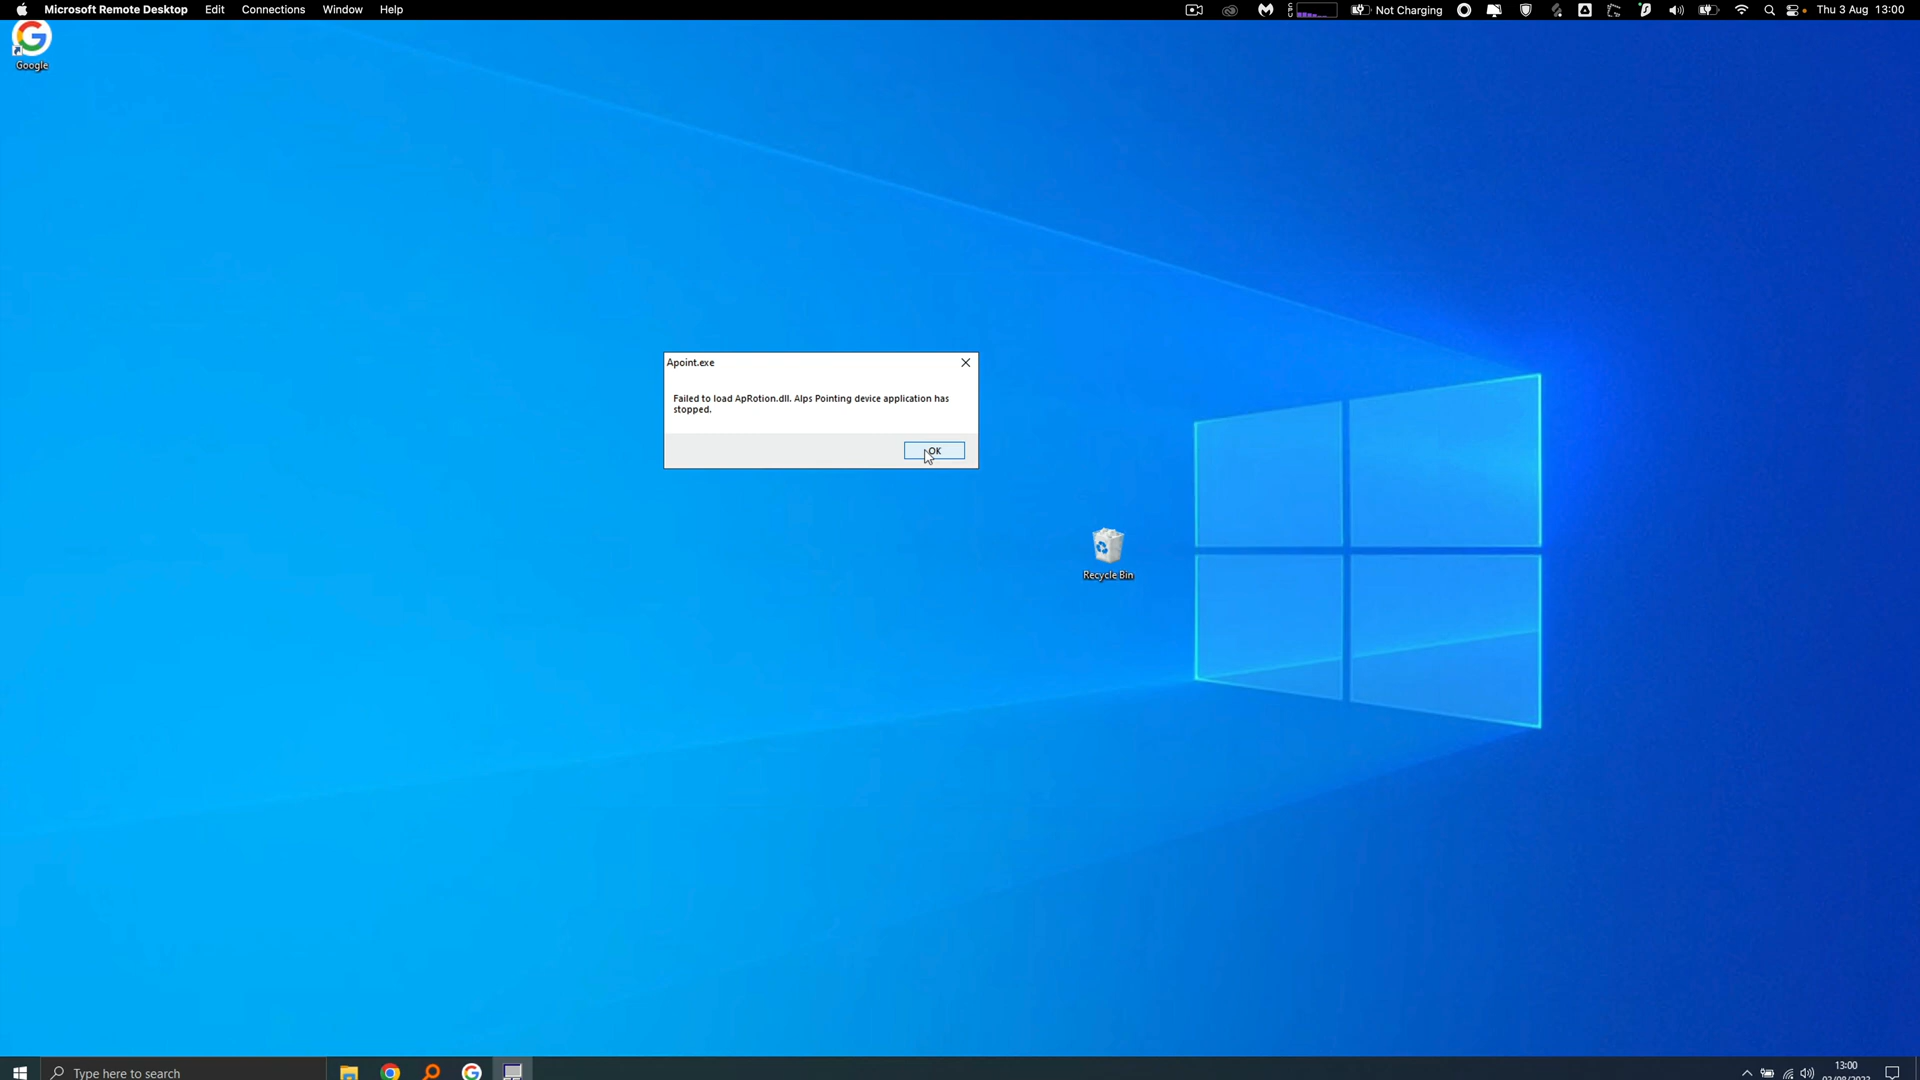 Microsoft Remote Desktop Edit Connections Window Help
Not Charging
Thu 3 Aug 13:00
Google
Apoint.exe
Failed to load ApRotion.dll. Alps Pointing device application has
stopped.
OK
Recycle Bin
Type here to search
13:00